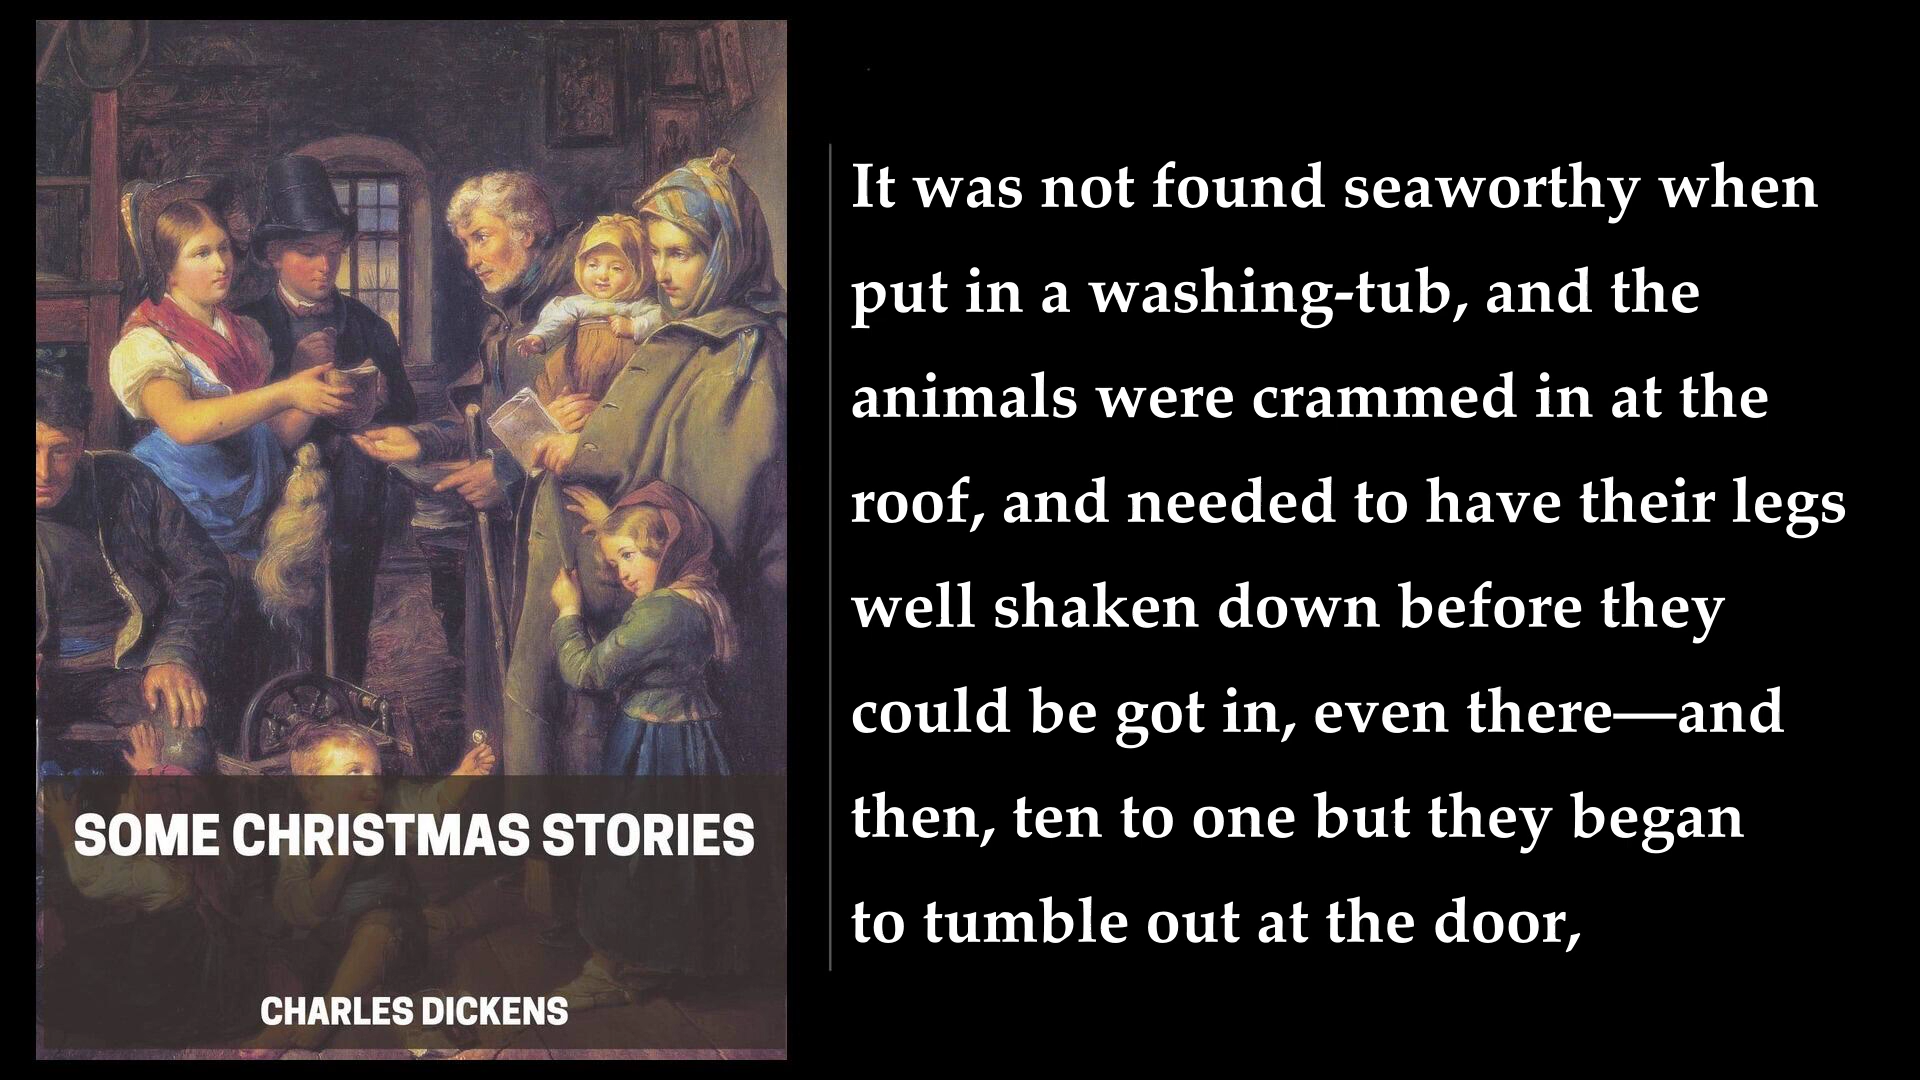 SOME CHRISTMAS STORIES
CHARLES DICKENS
It was not found seaworthy when
put in a washing-tub, and the
animals were crammed in at the
roof, and needed to have their legs
well shaken down before they
could be got in, even there—and
then, ten to one but they began
to tumble out at the door,